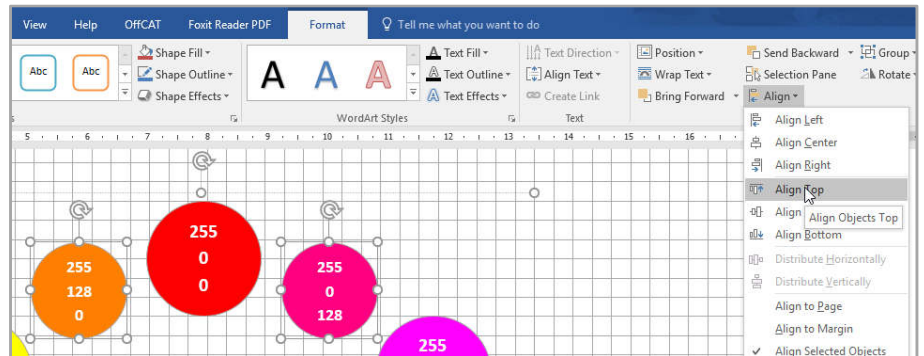 View Help OffCAT Foxit Reader PDF Format Tell me what you want to do
Abc Abc Shape Fill A A A Text Fill Text Direction Position Send Backward Group
Shape Outline Text Outline Align Text Wrap Text Selection Pane Rotate
Shape Effects Text Effects Create Link Bring Forward Align
WordArt Styles Text
5 6 7 8 9 10 11 12 13 14 15 16
Align Left
Align Center
Align Right
Align Top
Align
Align Objects Top
Align Bottom
Distribute Horizontally
Distribute Vertically
Align to Page
Align to Margin
Align Selected Objects
255
0
0
255
128
0
255
0
128
255